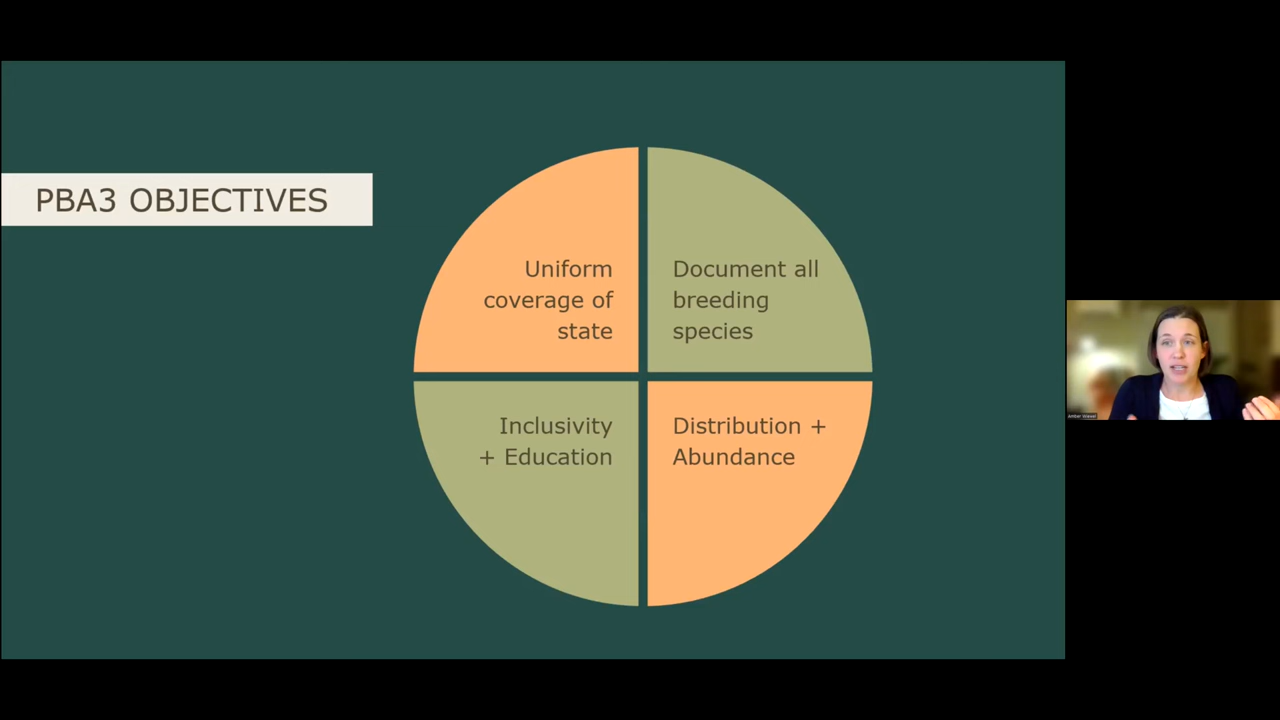 PBA3 OBJECTIVES
Uniform
coverage of
state
Document all
breeding
species
Inclusivity
+ Education
Distribution +
Abundance